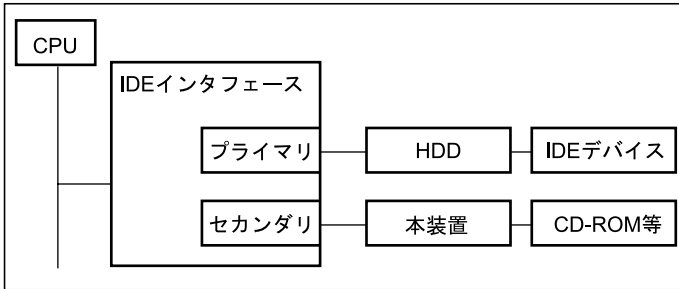 CPU
IDEインタフェース
プライマリ
HDD
IDEデバイス
セカンダリ
本装置
CD-ROM等